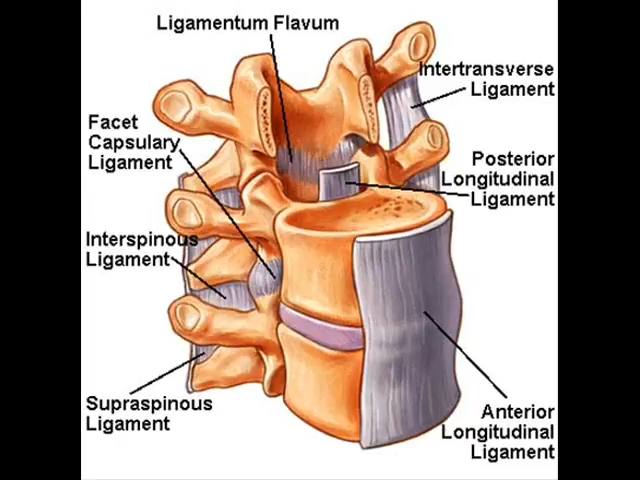 Ligamentum Flavum
Intertransverse
Ligament
Facet
Capsulary
Ligament
Posterior
Longitudinal
Ligament
Interspinous
Ligament
Supraspinous
Ligament
Anterior
Longitudinal
Ligament